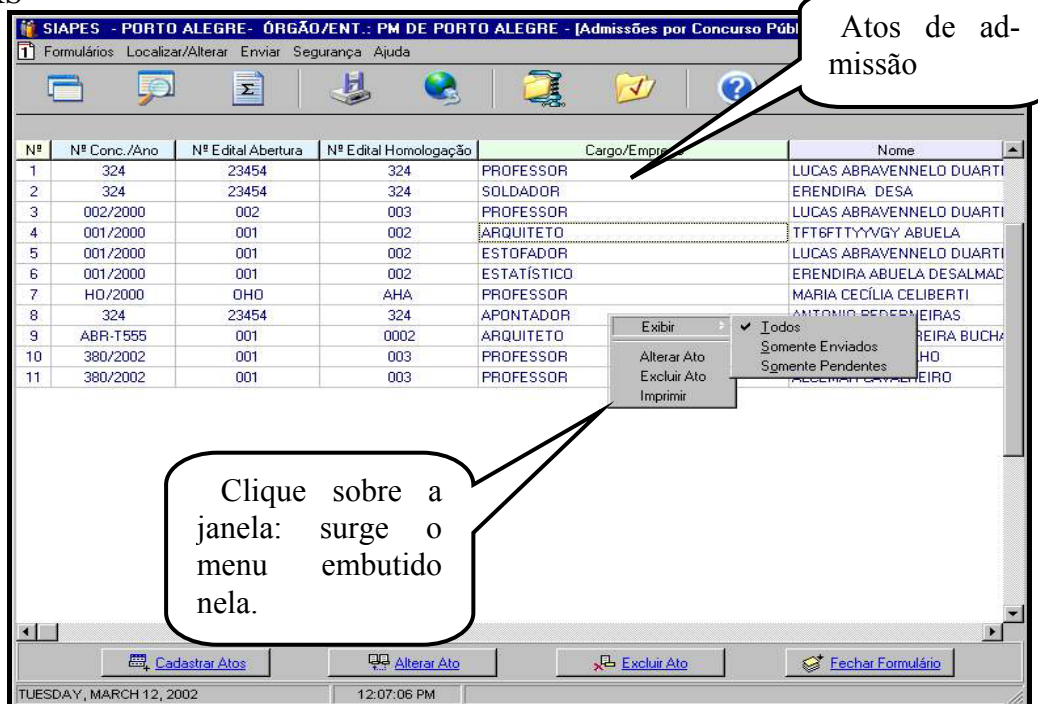 SIAPES - PORTO ALEGRE- ÓRGÃO/ENT.: PM DE PORTO ALEGRE - [Admissões por Concurso Públ
Atos de ad-
missão
Formulários Localizar/Alterar Enviar Segurança Ajuda
Nº Nº Conc./Ano Nº Edital Abertura Nº Edital Homologação Cargo/Emprego Nome
1 324 23454 324 PROFESSOR LUCAS ABRAVENNELO DUARTI
2 324 23454 324 SOLDADOR ERENDIRA DESA
3 002/2000 002 003 PROFESSOR LUCAS ABRAVENNELO DUARTI
4 001/2000 001 002 ARQUITETO TFT6FTTYYVGY ABUELA
5 001/2000 001 002 ESTOFADOR LUCAS ABRAVENNELO DUARTI
6 001/2000 001 002 ESTATÍSTICO ERENDIRA ABUELA DESALMAD
7 HO/2000 OHO AHA PROFESSOR MARIA CECÍLIA CELIBERTI
8 324 23454 324 APONTADOR ANTONIO PEDERNEIRAS
9 ABR-T555 001 0002 ARQUITETO REIRA BUCHA
10 380/2002 001 003 PROFESSOR HO
11 380/2002 001 003 PROFESSOR
Exibir
Alterar Ato
Excluir Ato
Imprimir
Todos
Somente Enviados
Somente Pendentes
Clique sobre a
janela: surge o
menu embutido
nela.
Cadastrar Atos Alterar Ato Excluir Ato Fechar Formulário
TUESDAY, MARCH 12, 2002 12:07:06 PM